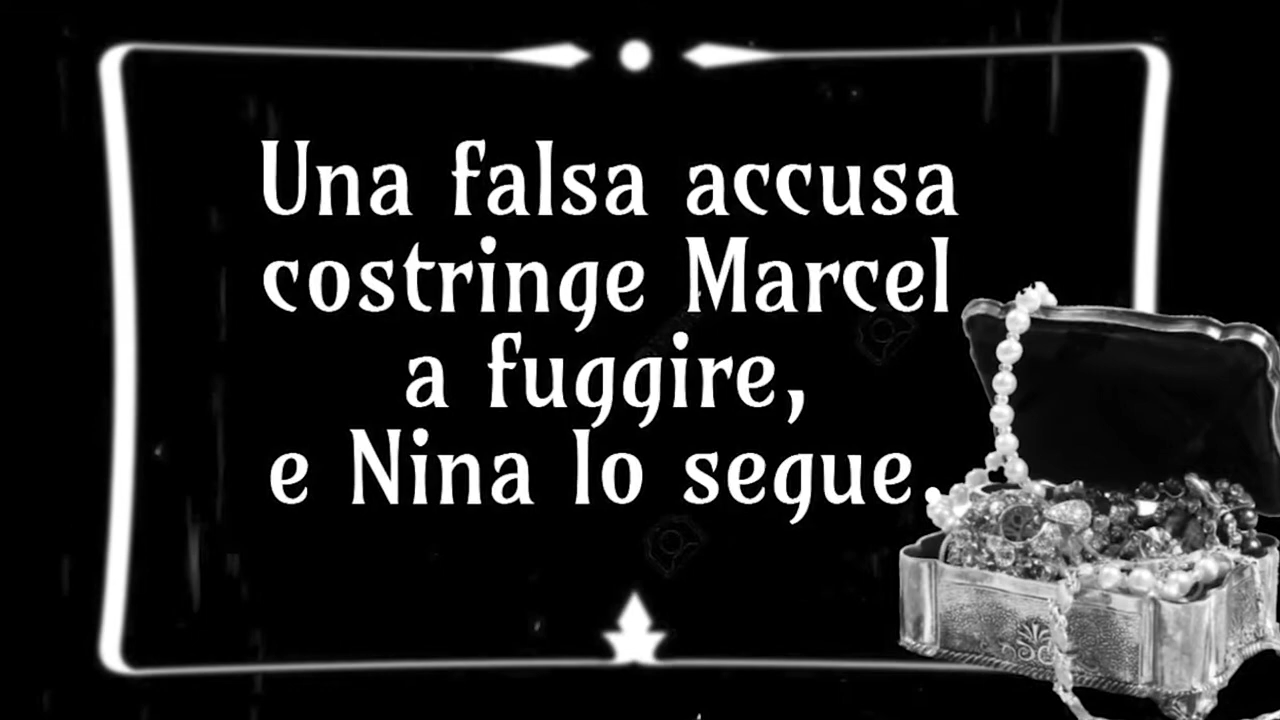 Una falsa accusa
costringe Marcel
a fuggire,
e Nina lo segue.